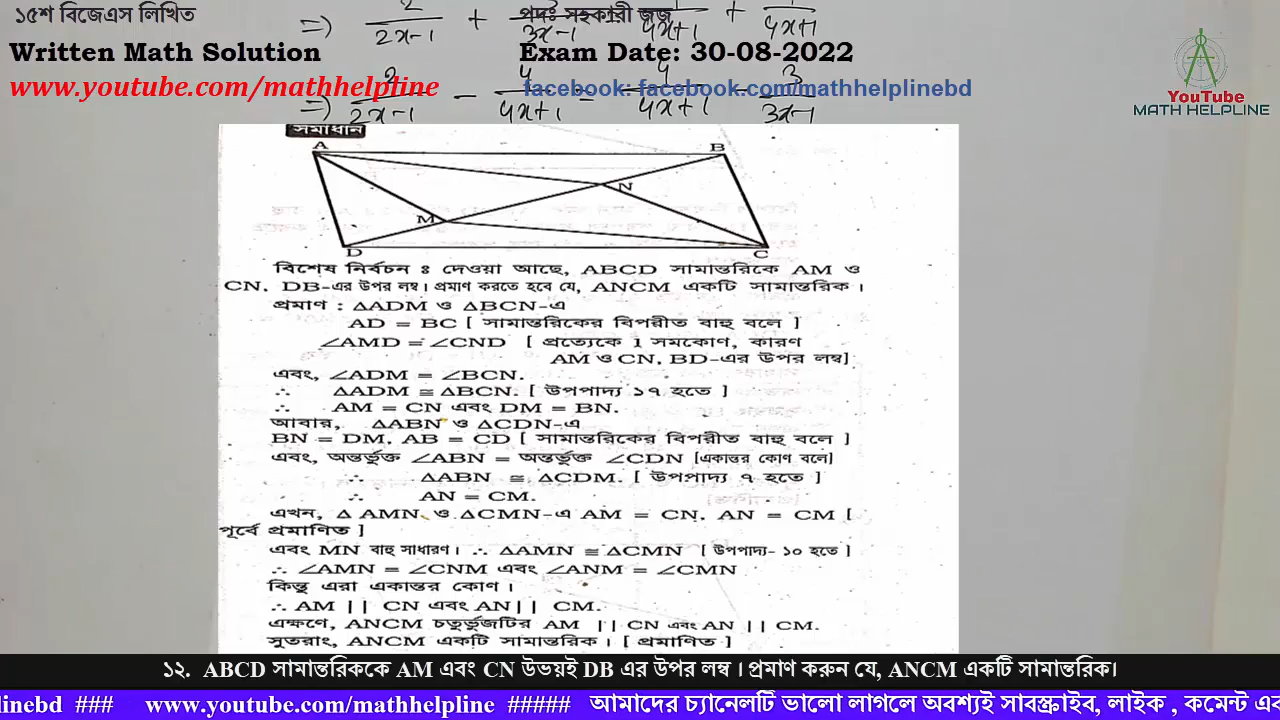 ১৫শ বিজেএস লিখিত
পদঃ সহকারী জজ
Written Math Solution
Exam Date: 30-08-2022
www.youtube.com/mathhelpline
facebook: facebook.com/mathhelplinebd
YouTube
MATH HELPLINE
সমাধান
A
B
N
M
D
C
বিশেষ নির্বচন ঃ দেওয়া আছে, ABCD সামান্তরিকে AM ও
CN. DB-এর উপর লম্ব। প্রমাণ করতে হবে যে, ANCM একটি সামান্তরিক।
প্রমাণ : ΔADM ও ΔBCN-এ
AD = BC [ সামান্তরিকের বিপরীত বাহু বলে ]
∠AMD = ∠CND [ প্রত্যেকে 1 সমকোণ, কারণ
AM ও CN. BD-এর উপর লম্ব]
এবং, ∠ADM = ∠BCN.
∴ ΔADM ≅ ΔBCN. [ উপপাদ্য ১৭ হতে ]
∴ AM = CN এবং DM = BN.
আবার, ΔABN ও ΔCDN-এ
BN = DM. AB = CD [ সামান্তরিকের বিপরীত বাহু বলে ]
এবং, অন্তর্ভুক্ত ∠ABN = অন্তর্ভুক্ত ∠CDN [একান্তর কোণ বলে]
∴ ΔABN ≅ ΔCDM. [ উপপাদ্য ৭ হতে ]
∴ AN = CM.
এখন, Δ AMN ও ΔCMN-এ AM = CN. AN = CM [
পূর্বে প্রমাণিত ]
এবং MN বাহু সাধারণ। ∴ ΔAMN ≅ ΔCMN [ উপপাদ্য- ১০ হতে ]
∴ ∠AMN = ∠CNM এবং ∠ANM = ∠CMN
কিন্তু এরা একান্তর কোণ।
∴ AM || CN এবং AN|| CM.
এক্ষণে, ANCM চতুর্ভুজটির AM || CN এবং AN || CM.
সুতরাং, ANCM একটি সামান্তরিক। [ প্রমাণিত ]
১২. ABCD সামান্তরিককে AM এবং CN উভয়ই DB এর উপর লম্ব। প্রমাণ করুন যে, ANCM একটি সামান্তরিক।
linebd ### www.youtube.com/mathhelpline ##### আমাদের চ্যানেলটি ভালো লাগলে অবশ্যই সাবস্ক্রাইব, লাইক , কমেন্ট এব